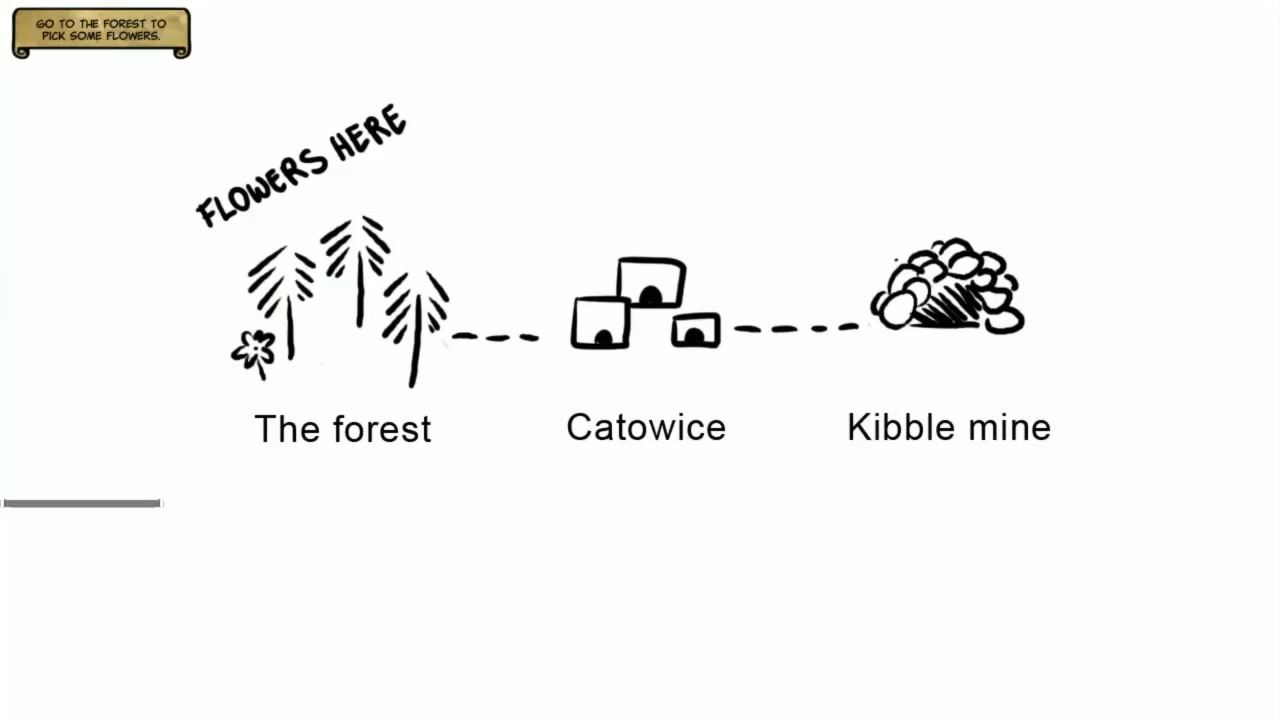 GO TO THE FOREST TO
PICK SOME FLOWERS.
FLOWERS HERE
The forest
Catowice
Kibble mine